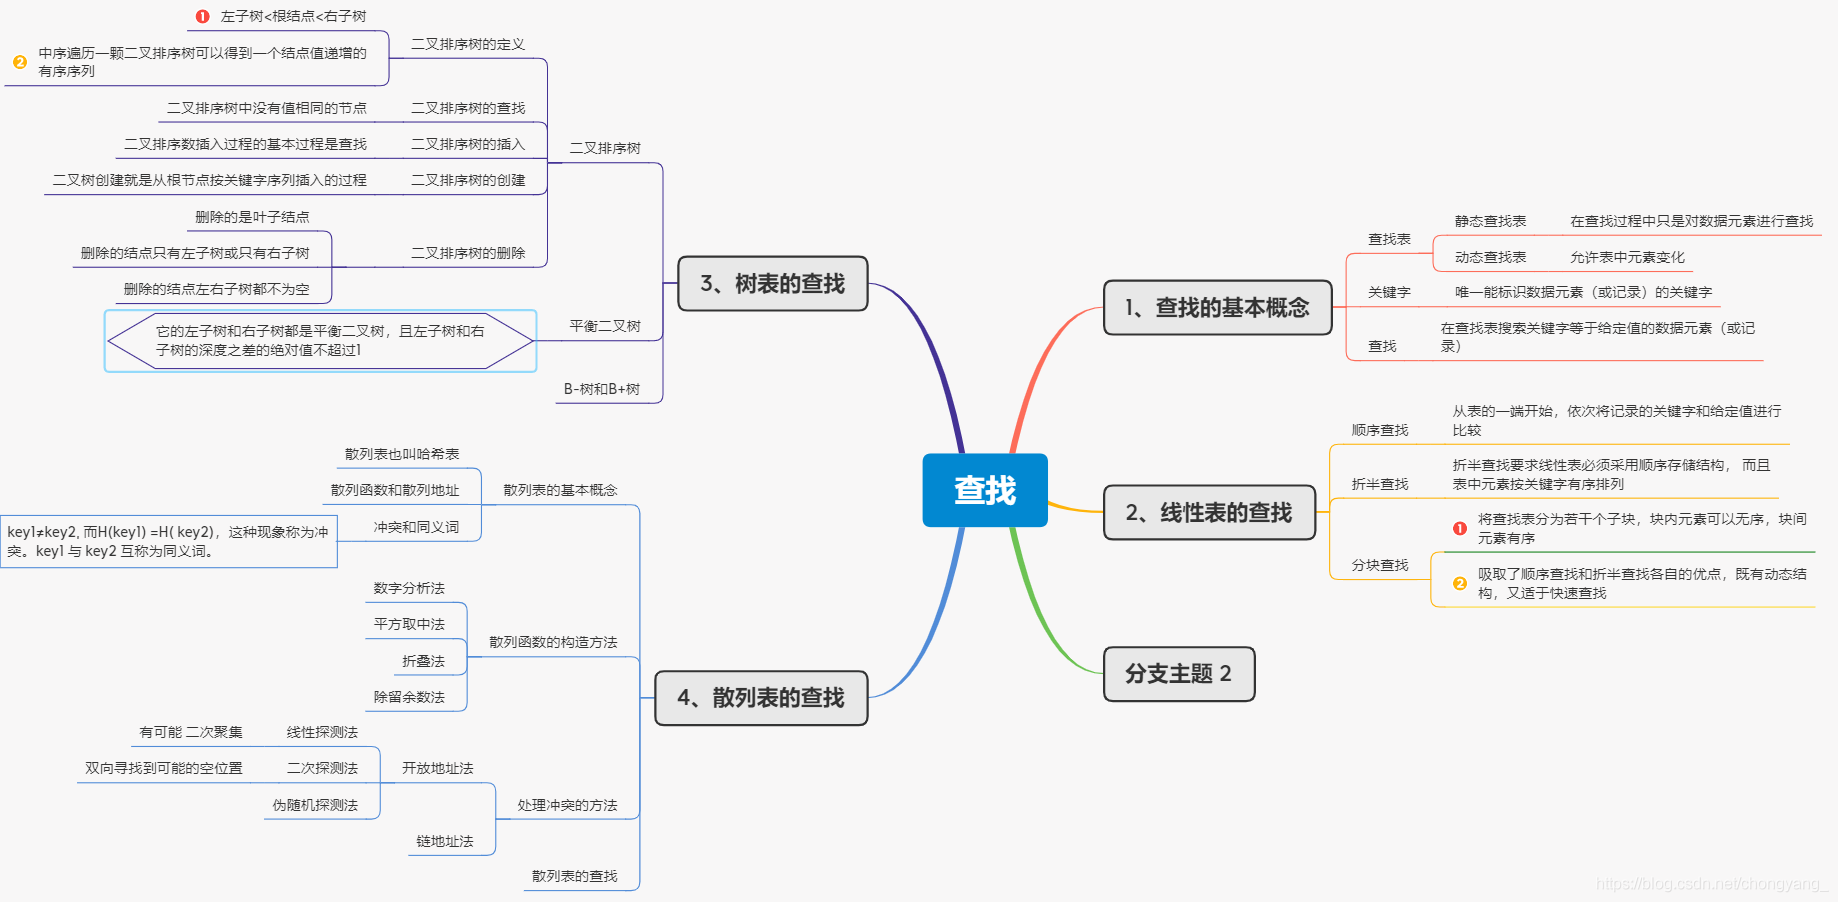 查找
1、查找的基本概念
查找表
静态查找表
在查找过程中只是对数据元素进行查找
动态查找表
允许表中元素变化
关键字
唯一能标识数据元素（或记录）的关键字
查找
在查找表搜索关键字等于给定值的数据元素（或记
录）
2、线性表的查找
顺序查找
从表的一端开始，依次将记录的关键字和给定值进行
比较
折半查找
折半查找要求线性表必须采用顺序存储结构， 而且
表中元素按关键字有序排列
分块查找
1 将查找表分为若干个子块，块内元素可以无序，块间
元素有序
2 吸取了顺序查找和折半查找各自的优点，既有动态结
构，又适于快速查找
分支主题 2
3、树表的查找
二叉排序树
二叉排序树的定义
1 左子树<根结点<右子树
2 中序遍历一颗二叉排序树可以得到一个结点值递增的
有序序列
二叉排序树的查找
二叉排序树中没有值相同的节点
二叉排序树的插入
二叉排序数插入过程的基本过程是查找
二叉排序树的创建
二叉树创建就是从根节点按关键字序列插入的过程
二叉排序树的删除
删除的是叶子结点
删除的结点只有左子树或只有右子树
删除的结点左右子树都不为空
平衡二叉树
它的左子树和右子树都是平衡二叉树，且左子树和右
子树的深度之差的绝对值不超过1
B-树和B+树
4、散列表的查找
散列表的基本概念
散列表也叫哈希表
散列函数和散列地址
冲突和同义词
key1≠key2, 而H(key1) =H( key2)，这种现象称为冲
突。key1 与 key2 互称为同义词。
散列函数的构造方法
数字分析法
平方取中法
折叠法
除留余数法
处理冲突的方法
开放地址法
线性探测法
有可能 二次聚集
二次探测法
双向寻找到可能的空位置
伪随机探测法
链地址法
散列表的查找
https://blog.csdn.net/chongyang_